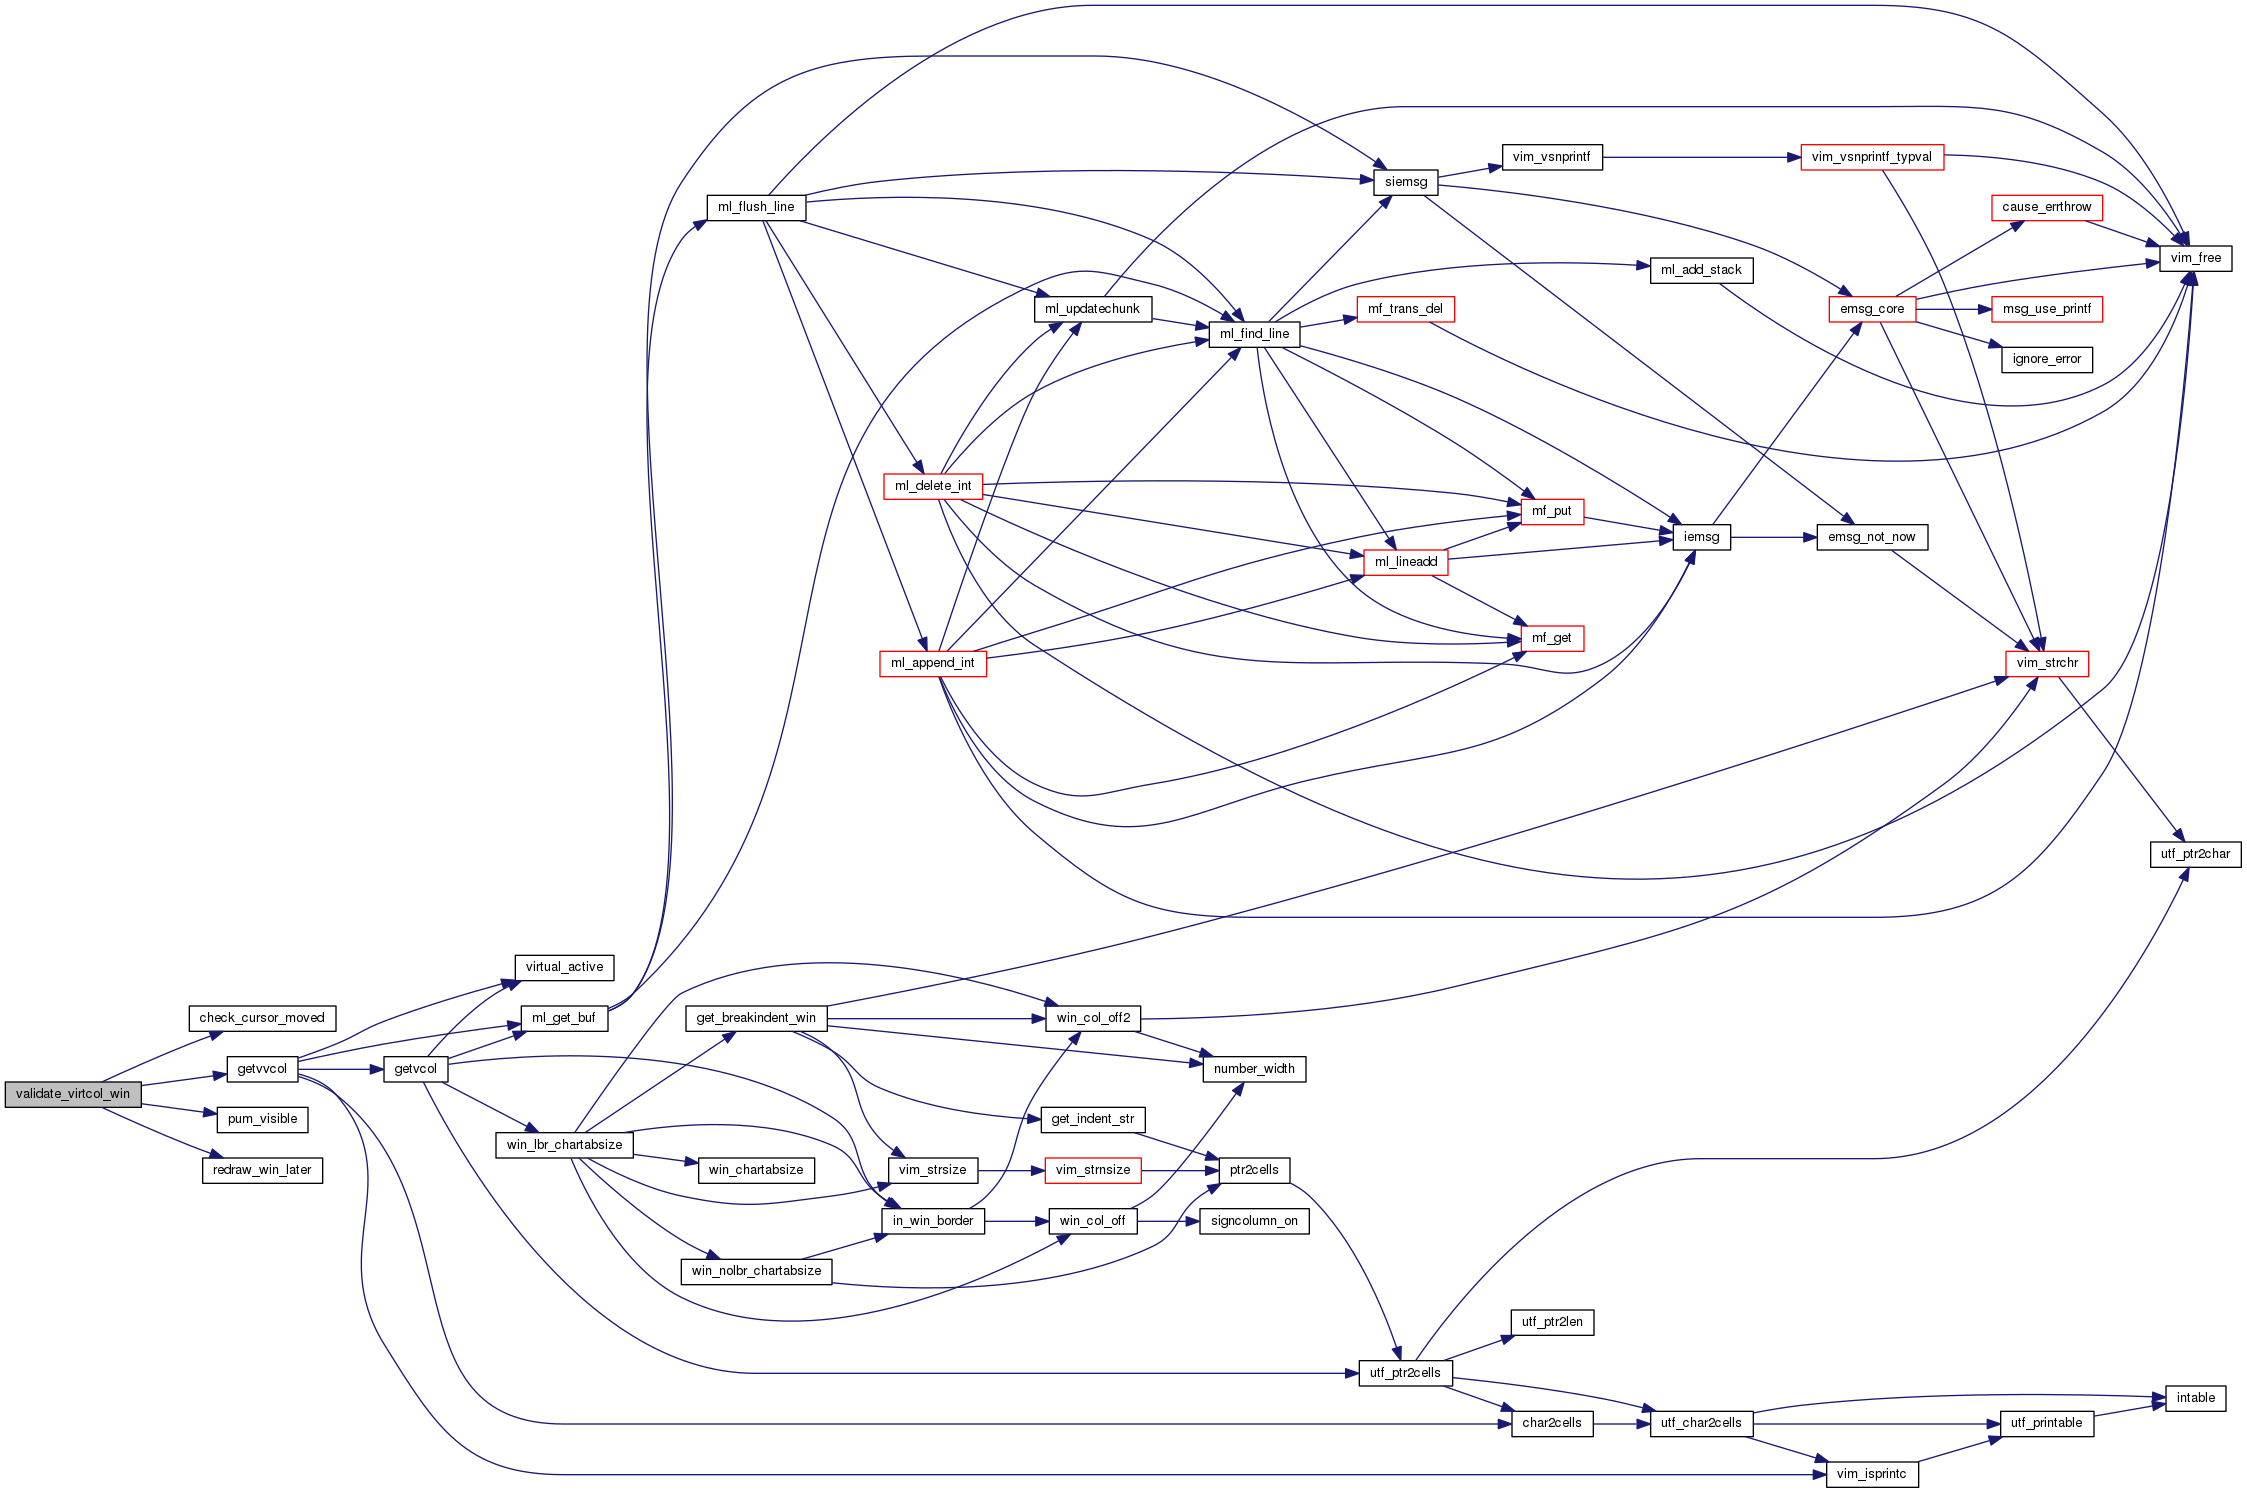 validate_virtcol_win
check_cursor_moved
getvvcol
pum_visible
redraw_win_later
getvcol
virtual_active
ml_get_buf
win_lbr_chartabsize
ml_flush_line
get_breakindent_win
win_chartabsize
win_nolbr_chartabsize
ml_delete_int
ml_append_int
vim_strsize
in_win_border
ml_updatechunk
win_col_off2
get_indent_str
vim_strnsize
win_col_off
ml_find_line
number_width
ptr2cells
signcolumn_on
siemsg
mf_trans_del
ml_lineadd
utf_ptr2cells
vim_vsnprintf
mf_put
mf_get
utf_ptr2len
char2cells
ml_add_stack
iemsg
utf_char2cells
vim_vsnprintf_typval
emsg_core
emsg_not_now
vim_isprintc
cause_errthrow
msg_use_printf
ignore_error
vim_strchr
utf_printable
vim_free
utf_ptr2char
intable